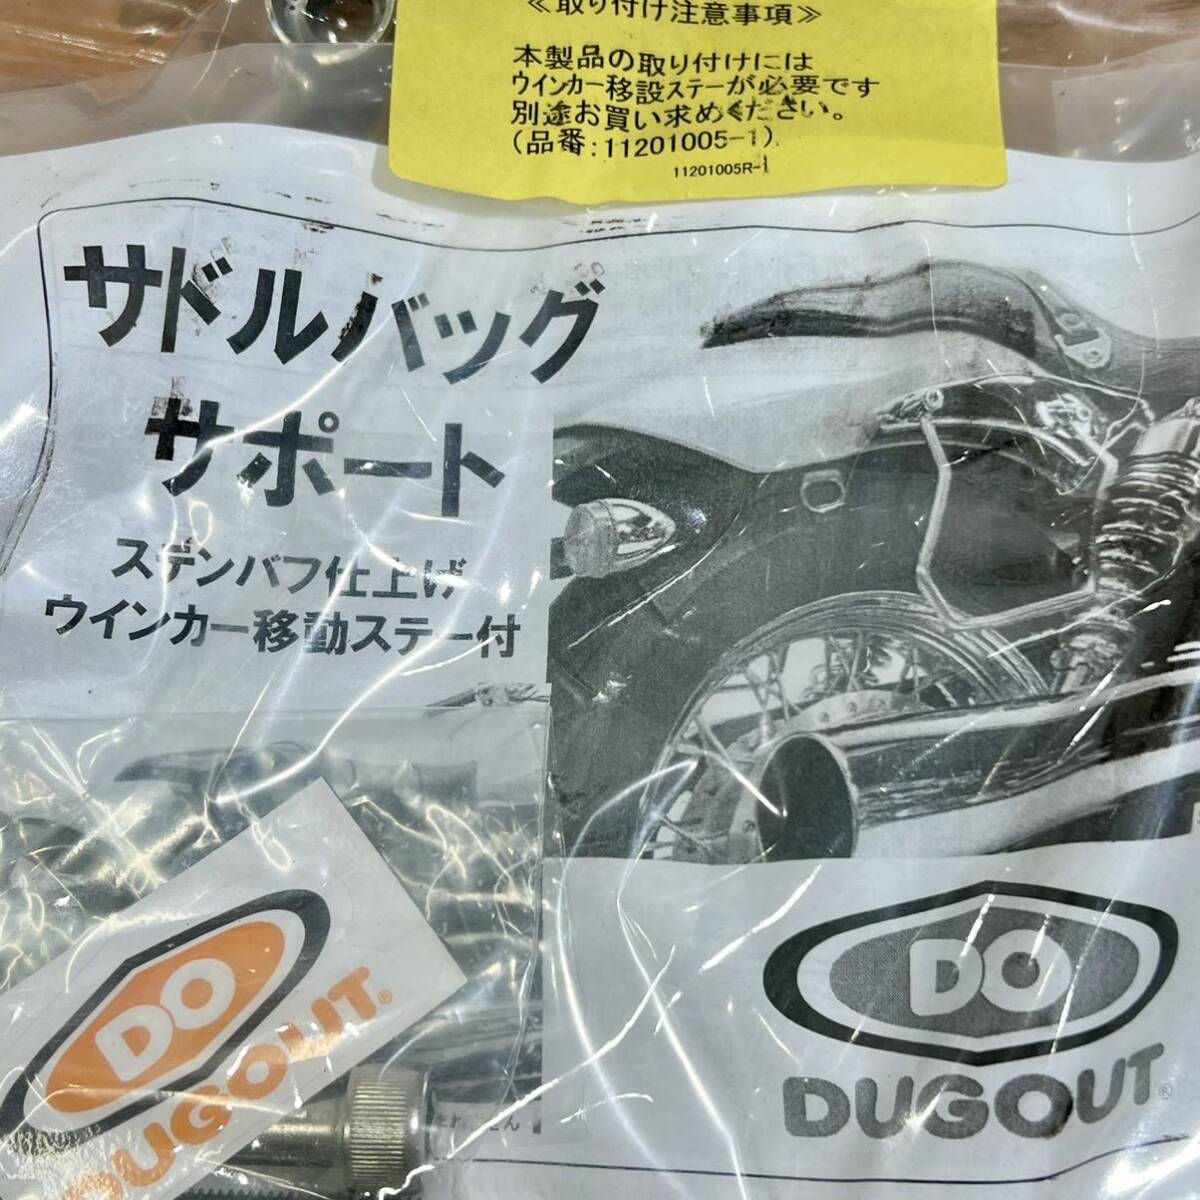 ≪取り付け注意事項≫
本製品の取り付けには
ウインカー移設ステーが必要です
別途お買い求めください。
(品番:11201005-1)
11201005R-1
サドルバッグ
サポート
ステンバフ仕上げ
ウインカー移動ステー付
DO
DUGOUT®
DO
DUGOUT®